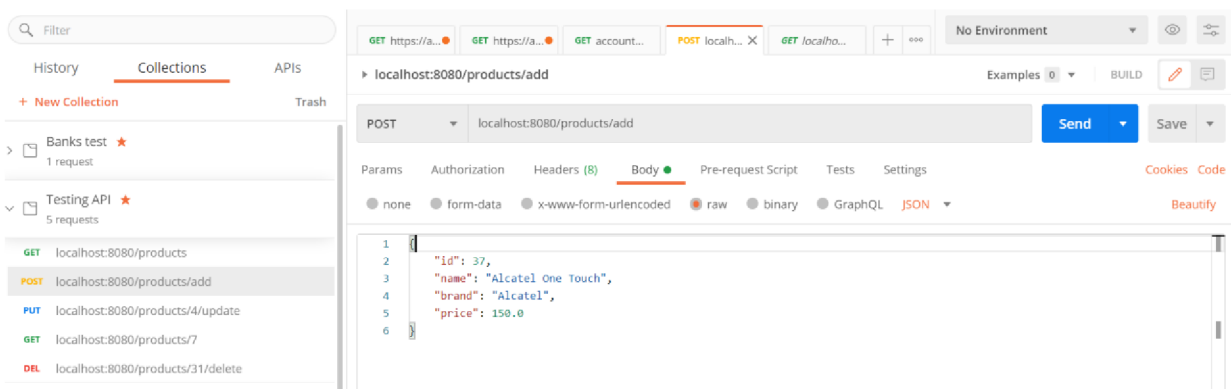 Filter
History Collections APIs
+ New Collection Trash
Banks test
1 request
Testing API
5 requests
GET localhost:8080/products
POST localhost:8080/products/add
PUT localhost:8080/products/4/update
GET localhost:8080/products/7
DEL localhost:8080/products/31/delete
GET https://a... GET https://a... GET account... POST localh... GET localho...
No Environment
localhost:8080/products/add
Examples 0 BUILD
POST localhost:8080/products/add Send Save
Params Authorization Headers (8) Body Pre-request Script Tests Settings Cookies Code
none form-data x-www-form-urlencoded raw binary GraphQL JSON Beautify
1 {
2 "id": 37,
3 "name": "Alcatel One Touch",
4 "brand": "Alcatel",
5 "price": 150.0
6 }